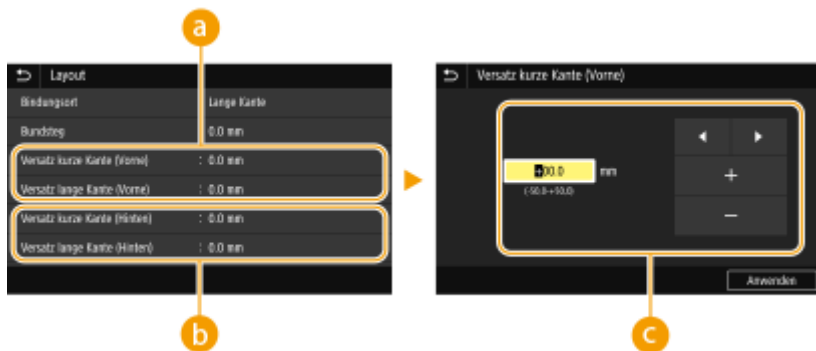 a
Layout
Bindungsort Lange Kante
Bundsteg 0.0 mm
Versatz kurze Kante (Vorne) : 0.0 mm
Versatz lange Kante (Vorne) : 0.0 mm
Versatz kurze Kante (Hinten) : 0.0 mm
Versatz lange Kante (Hinten) : 0.0 mm
b
Versatz kurze Kante (Vorne)
+00.0 mm
(-50.0-+50.0)
+
−
Anwenden
c